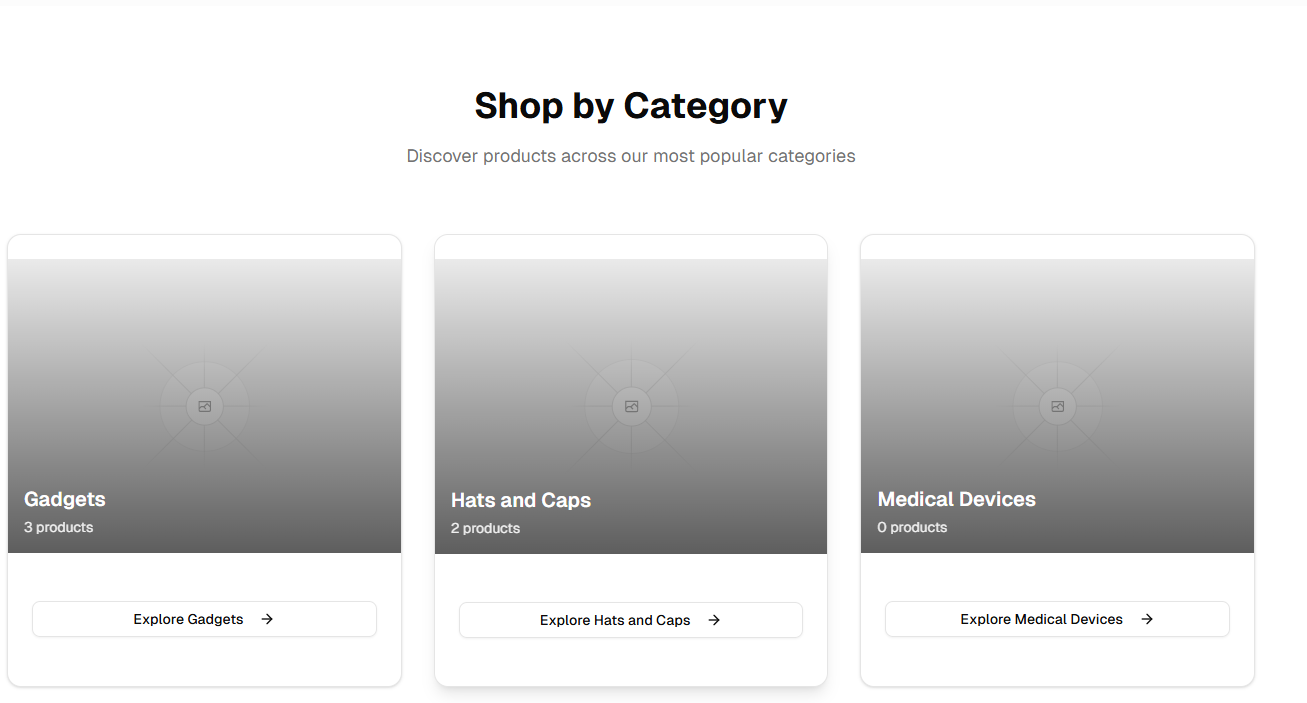 Shop by Category
Discover products across our most popular categories
Gadgets
3 products
Explore Gadgets
Hats and Caps
2 products
Explore Hats and Caps
Medical Devices
0 products
Explore Medical Devices